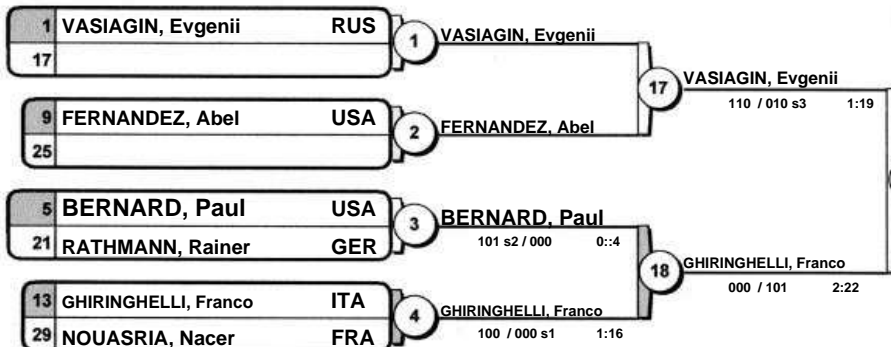 1 VASIAGIN, Evgenii RUS
17
1 VASIAGIN, Evgenii
9 FERNANDEZ, Abel USA
25
2 FERNANDEZ, Abel
17 VASIAGIN, Evgenii
110 / 010 s3 1:19
5 BERNARD, Paul USA
21 RATHMANN, Rainer GER
3 BERNARD, Paul
101 s2 / 000 0::4
13 GHIRINGHELLI, Franco ITA
29 NOUASRIA, Nacer FRA
4 GHIRINGHELLI, Franco
100 / 000 s1 1:16
18 GHIRINGHELLI, Franco
000 / 101 2:22